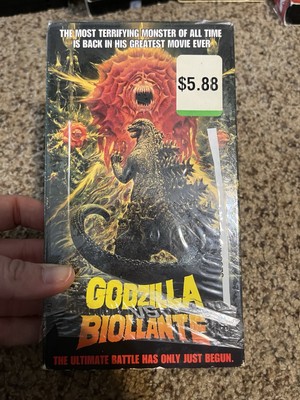 THE MOST TERRIFYING MONSTER OF ALL TIME
IS BACK IN HIS GREATEST MOVIE EVER
$5.88
GODZILLA
VS.
BIOLLANTE
THE ULTIMATE BATTLE HAS ONLY JUST BEGUN.